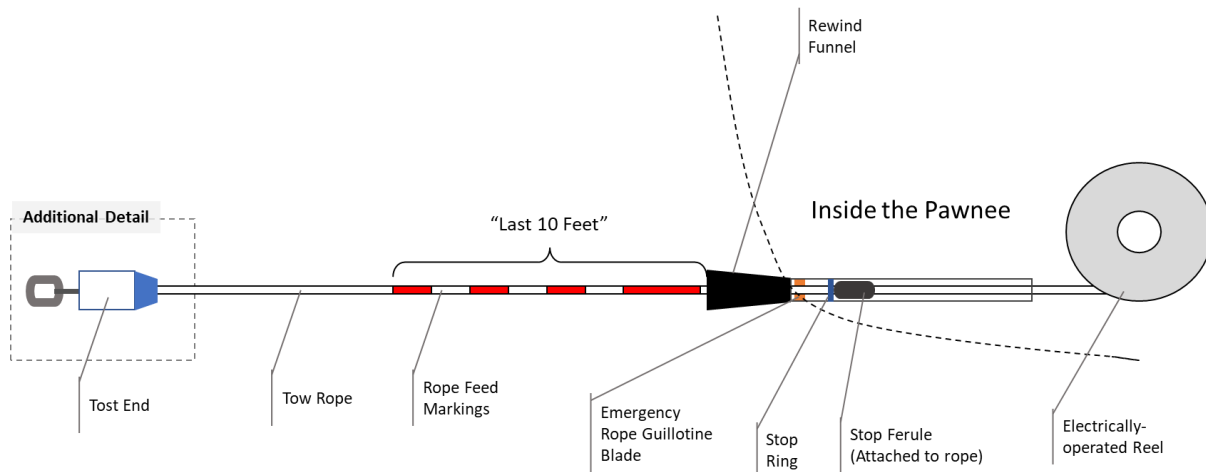 Rewind
Funnel
Additional Detail
“Last 10 Feet”
Inside the Pawnee
Tost End
Tow Rope
Rope Feed
Markings
Emergency
Rope Guillotine
Blade
Stop
Ring
Stop Ferule
(Attached to rope)
Electrically-
operated Reel